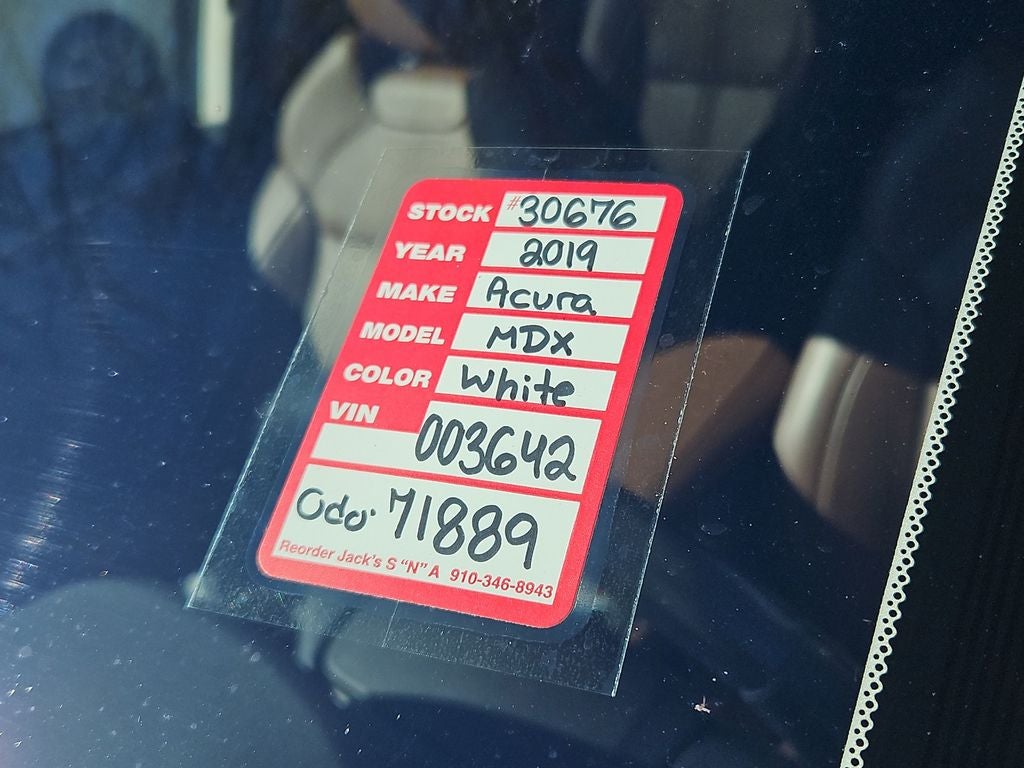 STOCK #30676
YEAR 2019
MAKE Acura
MODEL MDX
COLOR White
VIN 003642
Odo. 71889
Reorder Jack's S "N" A 910-346-8943